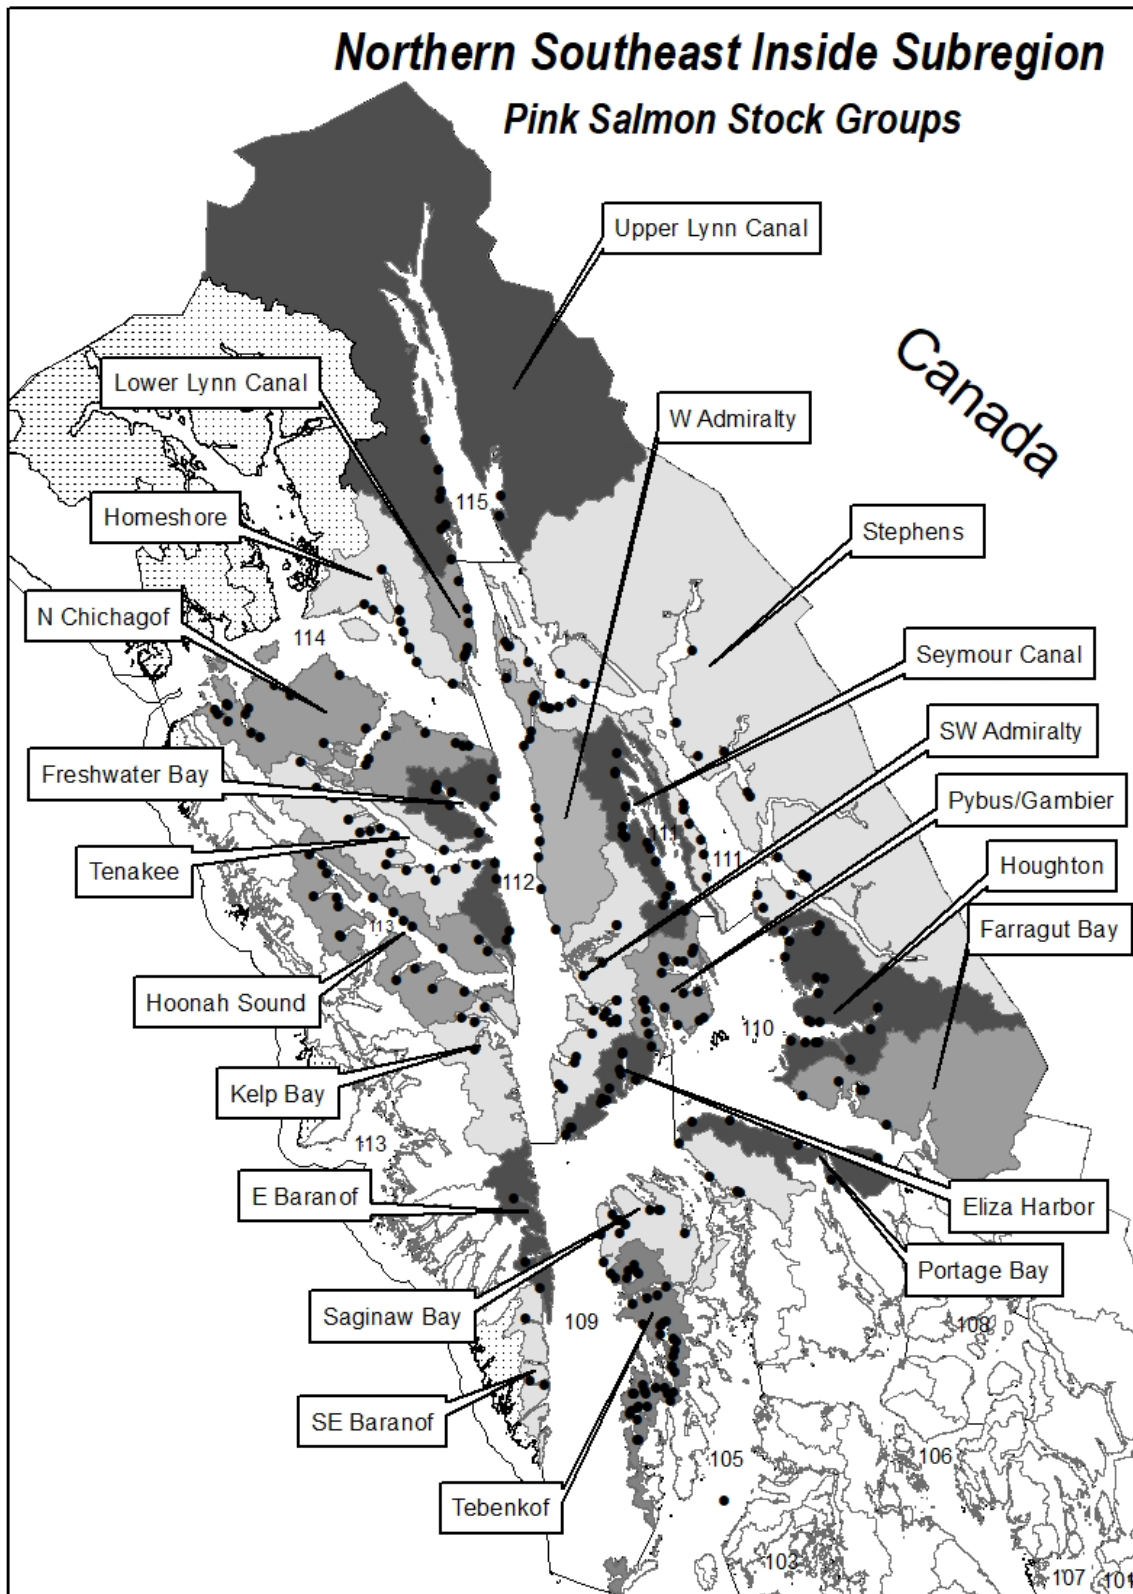 Northern Southeast Inside Subregion
Pink Salmon Stock Groups
Upper Lynn Canal
Canada
Lower Lynn Canal
W Admiralty
115
Homeshore
Stephens
N Chichagof
114
Seymour Canal
SW Admiralty
Freshwater Bay
Pybus/Gambier
111
111
Tenakee
Houghton
112
113
Farragut Bay
Hoonah Sound
110
Kelp Bay
113
E Baranof
Eliza Harbor
Portage Bay
Saginaw Bay
109
108
SE Baranof
105
106
Tebenkof
103
107
101